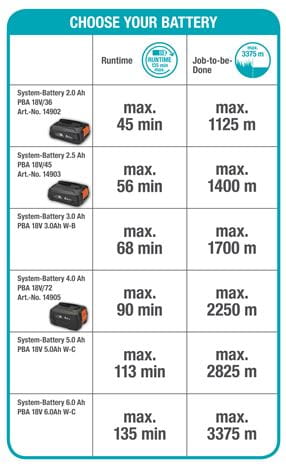 CHOOSE YOUR BATTERY
Runtime
RUNTIME
135 min
max.
Job-to-be-
Done
max.
3375 m
System-Battery 2.0 Ah
PBA 18V/36
Art.-No. 14902
max.
45 min
max.
1125 m
System-Battery 2.5 Ah
PBA 18V/45
Art.-No. 14903
max.
56 min
max.
1400 m
System-Battery 3.0 Ah
PBA 18V 3.0Ah W-B
max.
68 min
max.
1700 m
System-Battery 4.0 Ah
PBA 18V/72
Art.-No. 14905
max.
90 min
max.
2250 m
System-Battery 5.0 Ah
PBA 18V 5.0Ah W-C
max.
113 min
max.
2825 m
System-Battery 6.0 Ah
PBA 18V 6.0Ah W-C
max.
135 min
max.
3375 m